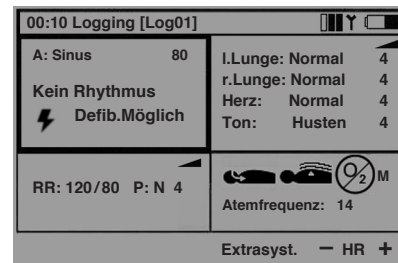 00:10 Logging [Log01]
A: Sinus 80
Kein Rhythmus
Defib.Möglich
l.Lunge: Normal 4
r.Lunge: Normal 4
Herz: Normal 4
Ton: Husten 4
RR: 120/80 P: N 4
O2 M
Atemfrequenz: 14
Extrasyst. − HR +